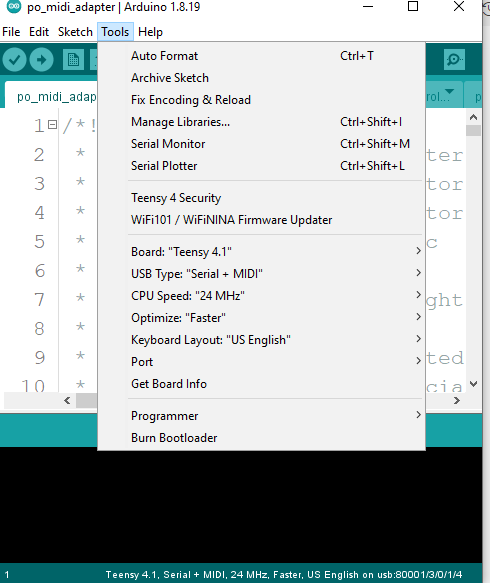 po_midi_adapter | Arduino 1.8.19
File Edit Sketch Tools Help
Auto Format Ctrl+T
Archive Sketch
Fix Encoding & Reload
Manage Libraries... Ctrl+Shift+I
Serial Monitor Ctrl+Shift+M
Serial Plotter Ctrl+Shift+L
Teensy 4 Security
WiFi101 / WiFiNINA Firmware Updater
Board: "Teensy 4.1"
USB Type: "Serial + MIDI"
CPU Speed: "24 MHz"
Optimize: "Faster"
Keyboard Layout: "US English"
Port
Get Board Info
Programmer
Burn Bootloader
po_midi_adap rol... p
1 /*!
2 * ter
3 * tor
4 * tor
5 * c
6 *
7 * ght
8 *
9 * ted
10 * cia
1 Teensy 4.1, Serial + MIDI, 24 MHz, Faster, US English on usb:80001/3/0/1/4